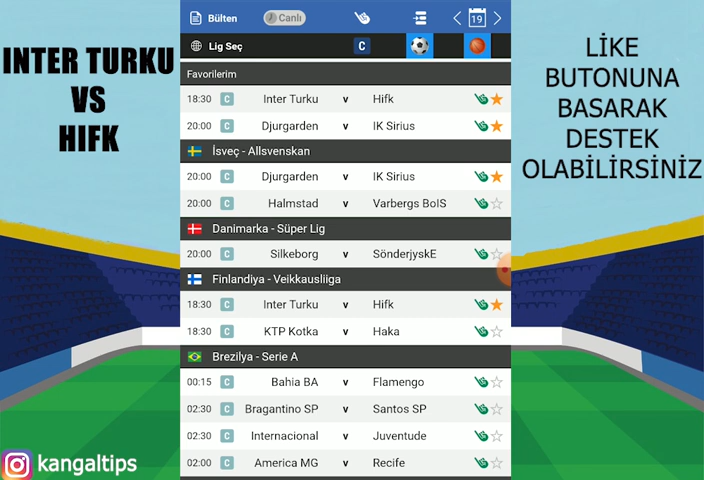 INTER TURKU
VS
HIFK
Bülten
Canlı
19
Lig Seç
C
Favorilerim
18:30 C Inter Turku v Hifk
20:00 C Djurgarden v IK Sirius
İsveç - Allsvenskan
20:00 C Djurgarden v IK Sirius
20:00 C Halmstad v Varbergs BoIS
Danimarka - Süper Lig
20:00 C Silkeborg v SönderjyskE
Finlandiya - Veikkausliiga
18:30 C Inter Turku v Hifk
18:30 C KTP Kotka v Haka
Brezilya - Serie A
00:15 C Bahia BA v Flamengo
02:30 C Bragantino SP v Santos SP
02:30 C Internacional v Juventude
02:00 C America MG v Recife
LİKE
BUTONUNA
BASARAK
DESTEK
OLABİLİRSİNİZ
kangaltips